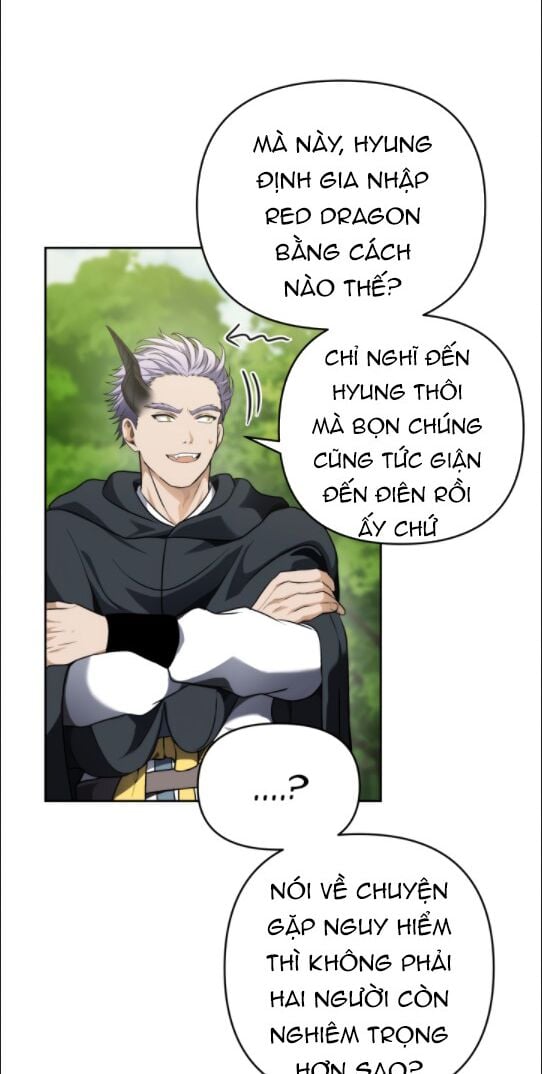 MÀ NÀY, HYUNG
ĐỊNH GIA NHẬP
RED DRAGON
BẰNG CÁCH
NÀO THẾ?
CHỈ NGHĨ ĐẾN
HYUNG THÔI
MÀ BỌN CHÚNG
CŨNG TỨC GIẬN
ĐẾN ĐIÊN RỒI
ẤY CHỨ
....?
NÓI VỀ CHUYỆN
GẶP NGUY HIỂM
THÌ KHÔNG PHẢI
HAI NGƯỜI CÒN
NGHIÊM TRỌNG
HƠN SAO?